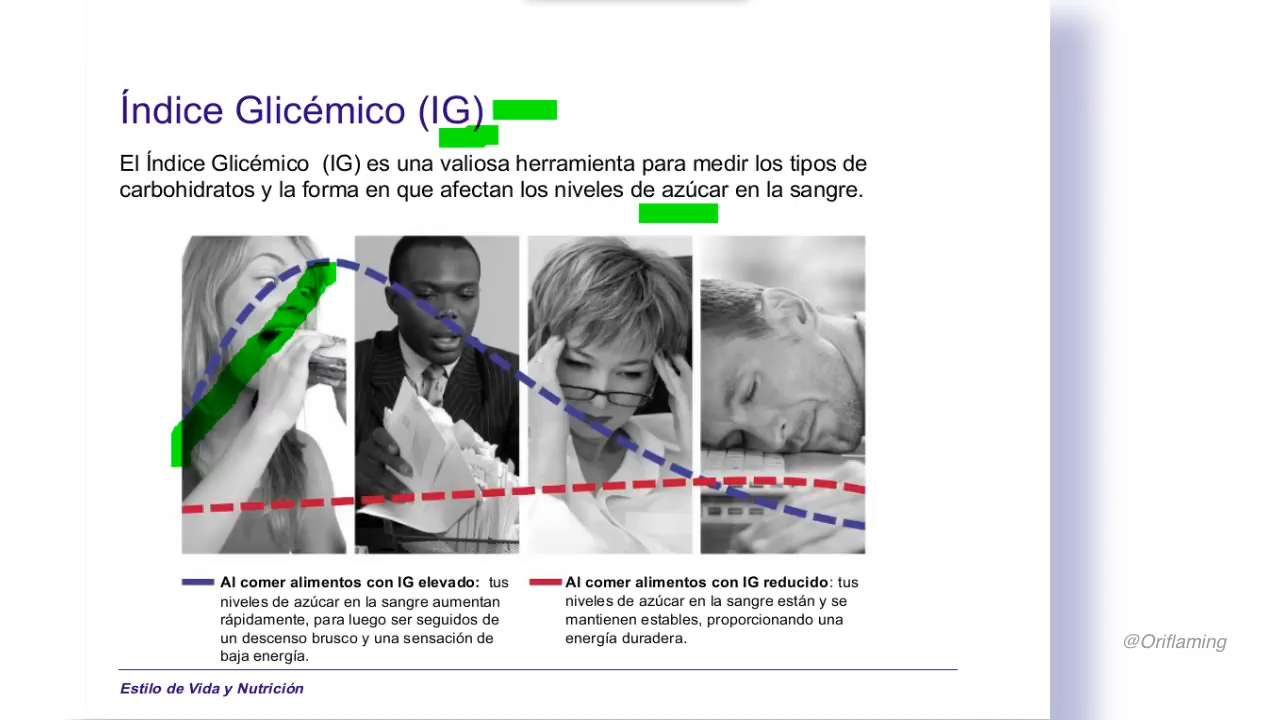 Índice Glicémico (IG)
El Índice Glicémico (IG) es una valiosa herramienta para medir los tipos de
carbohidratos y la forma en que afectan los niveles de azúcar en la sangre.
Al comer alimentos con IG elevado: tus
niveles de azúcar en la sangre aumentan
rápidamente, para luego ser seguidos de
un descenso brusco y una sensación de
baja energía.
Al comer alimentos con IG reducido: tus
niveles de azúcar en la sangre están y se
mantienen estables, proporcionando una
energía duradera.
Estilo de Vida y Nutrición
@Oriflaming